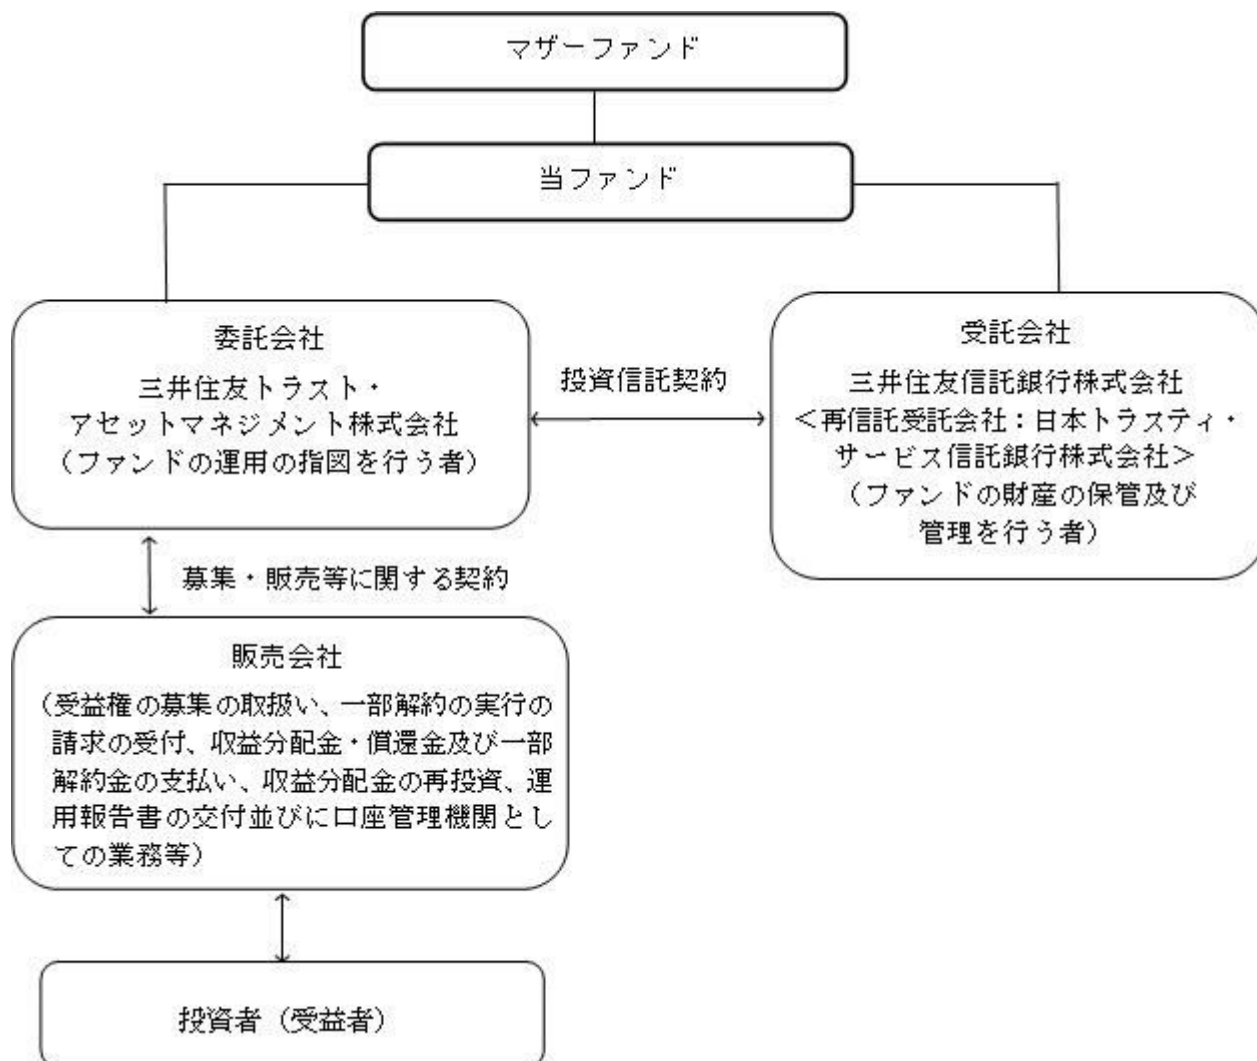 マザーファンド
当ファンド
委託会社
三井住友トラスト・
アセットマネジメント株式会社
（ファンドの運用の指図を行う者）
投資信託契約
受託会社
三井住友信託銀行株式会社
＜再信託受託会社：日本トラスティ・
サービス信託銀行株式会社＞
（ファンドの財産の保管及び
管理を行う者）
募集・販売等に関する契約
販売会社
（受益権の募集の取扱い、一部解約の実行の
請求の受付、収益分配金・償還金及び一部
解約金の支払い、収益分配金の再投資、運
用報告書の交付並びに口座管理機関とし
ての業務等）
投資者（受益者）